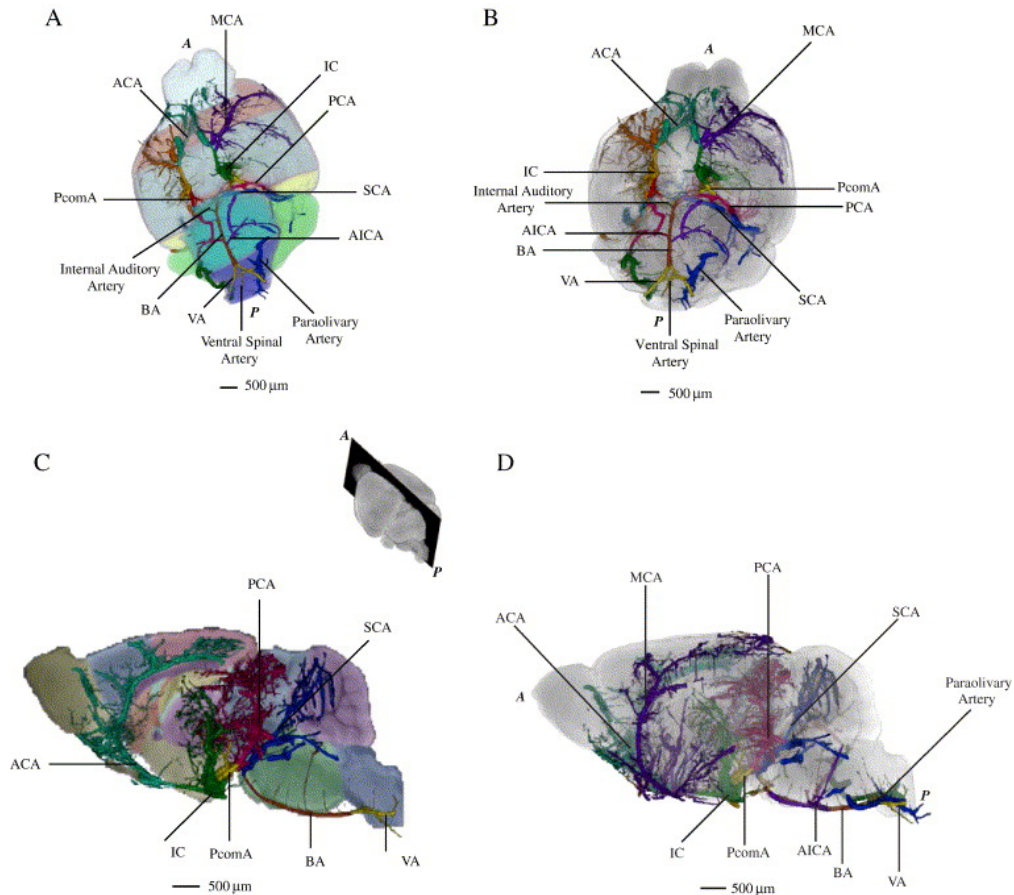 A
MCA
A
ACA
IC
PCA
PcomA
SCA
AICA
Internal Auditory
Artery
BA
VA
P
Paraolivary
Artery
Ventral Spinal
Artery
500 μm
B
MCA
A
ACA
IC
Internal Auditory
Artery
PcomA
PCA
AICA
BA
VA
SCA
P
Paraolivary
Artery
Ventral Spinal
Artery
500 μm
C
A
P
PCA
SCA
ACA
IC
PcomA
BA
VA
500 μm
D
PCA
MCA
SCA
ACA
Paraolivary
Artery
A
P
IC
PcomA
AICA
BA
VA
500 μm